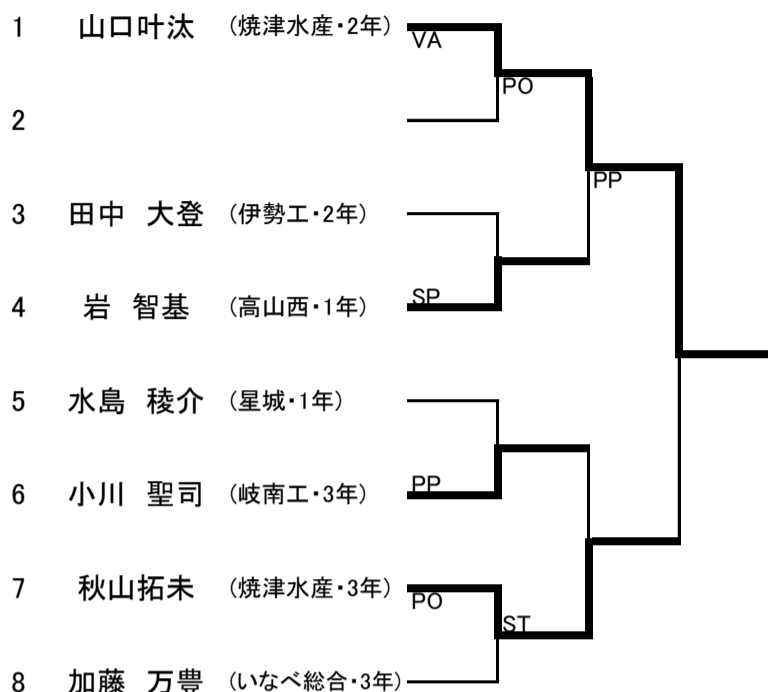 1 山口叶汰 （焼津水産・2年） VA
PO
2
PP
3 田中 大登 （伊勢工・2年）
4 岩 智基 （高山西・1年） SP
5 水島 稜介 （星城・1年）
6 小川 聖司 （岐南工・3年） PP
7 秋山拓未 （焼津水産・3年） PO
ST
8 加藤 万豊 （いなべ総合・3年）